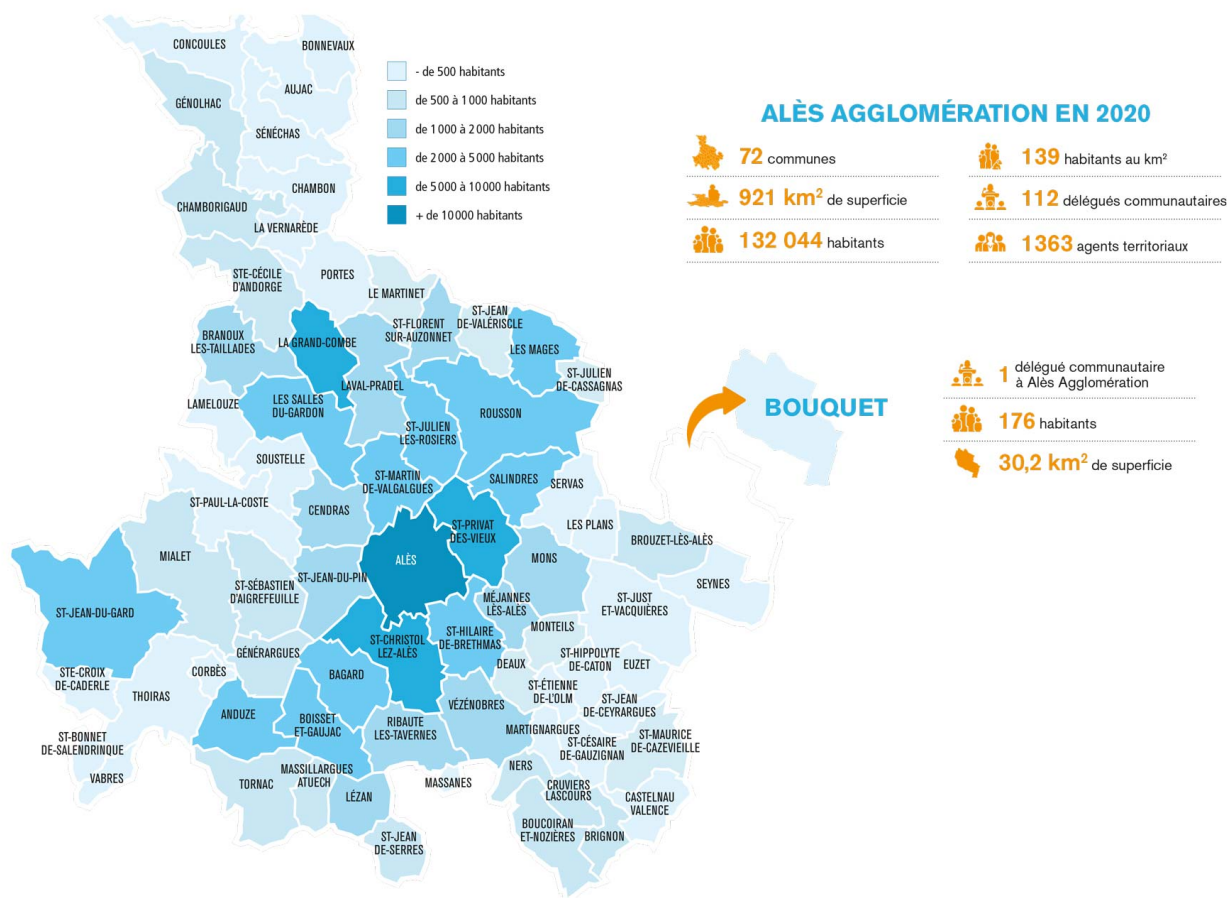 CONCOULES
BONNEVAUX
AUJAC
GÉNOLHAC
SÉNÉCHAS
CHAMBON
CHAMBORIGAUD
LA VERNARÈDE
- de 500 habitants
de 500 à 1 000 habitants
de 1 000 à 2 000 habitants
de 2 000 à 5 000 habitants
de 5 000 à 10 000 habitants
+ de 10 000 habitants
ALÈS AGGLOMÉRATION EN 2020
72 communes
921 km² de superficie
132 044 habitants
139 habitants au km²
112 délégués communautaires
1363 agents territoriaux
BOUQUET
1 délégué communautaire
à Alès Agglomération
176 habitants
30,2 km² de superficie
PORTES
STE-CÉCILE
D'ANDORGE
LE MARTINET
ST-JEAN
DE-VALÉRISCLE
ST-FLORENT
SUR-AUZONNET
BRANOUX
LES-TAILLADES
LA GRAND-COMBE
LES MAGES
LAVAL-PRADEL
ST-JULIEN
DE-CASSAGNAS
LAMELOUZE
LES SALLES
DU-GARDON
ROUSSON
ST-JULIEN
LES-ROSIERS
SOUSTELLE
ST-MARTIN
DE-VALGALGUES
SALINDRES
SERVAS
ST-PAUL-LA-COSTE
CENDRAS
ST-PRIVAT
DES-VIEUX
LES PLANS
BROUZET-LÈS-ALÈS
MIALET
ALÈS
MONS
ST-SÉBASTIEN
D'AIGREFEUILLE
ST-JEAN-DU-PIN
SEYNES
ST-JEAN-DU-GARD
MÉJANNES
LÈS-ALÈS
ST-JUST
ET-VACQUIÈRES
MONTEILS
ST-CHRISTOL
LEZ-ALÈS
ST-HILAIRE
DE-BRETHMAS
GÉNÉRARGUES
ST-HIPPOLYTE
DE-CATON
EUZET
DEAUX
STE-CROIX
DE-CADERLE
CORBÈS
BAGARD
THOIRAS
ST-ÉTIENNE
DE-L'OLM
ST-JEAN
DE-CEYRARGUES
VÉZÉNOBRES
ANDUZE
BOISSET
ET-GAUJAC
RIBAUTE
LES-TAVERNES
MARTIGNARGUES
ST-CÉSAIRE
DE-GAUZIGNAN
ST-MAURICE
DE-CAZEVIEILLE
ST-BONNET
DE-SALENDRINQUE
VABRES
TORNAC
MASSILLARGUES
ATUECH
LÉZAN
MASSANES
NERS
CRUVIERS
LASCOURS
CASTELNAU
VALENCE
BOUCOIRAN
ET-NOZIÈRES
BRIGNON
ST-JEAN
DE-SERRES